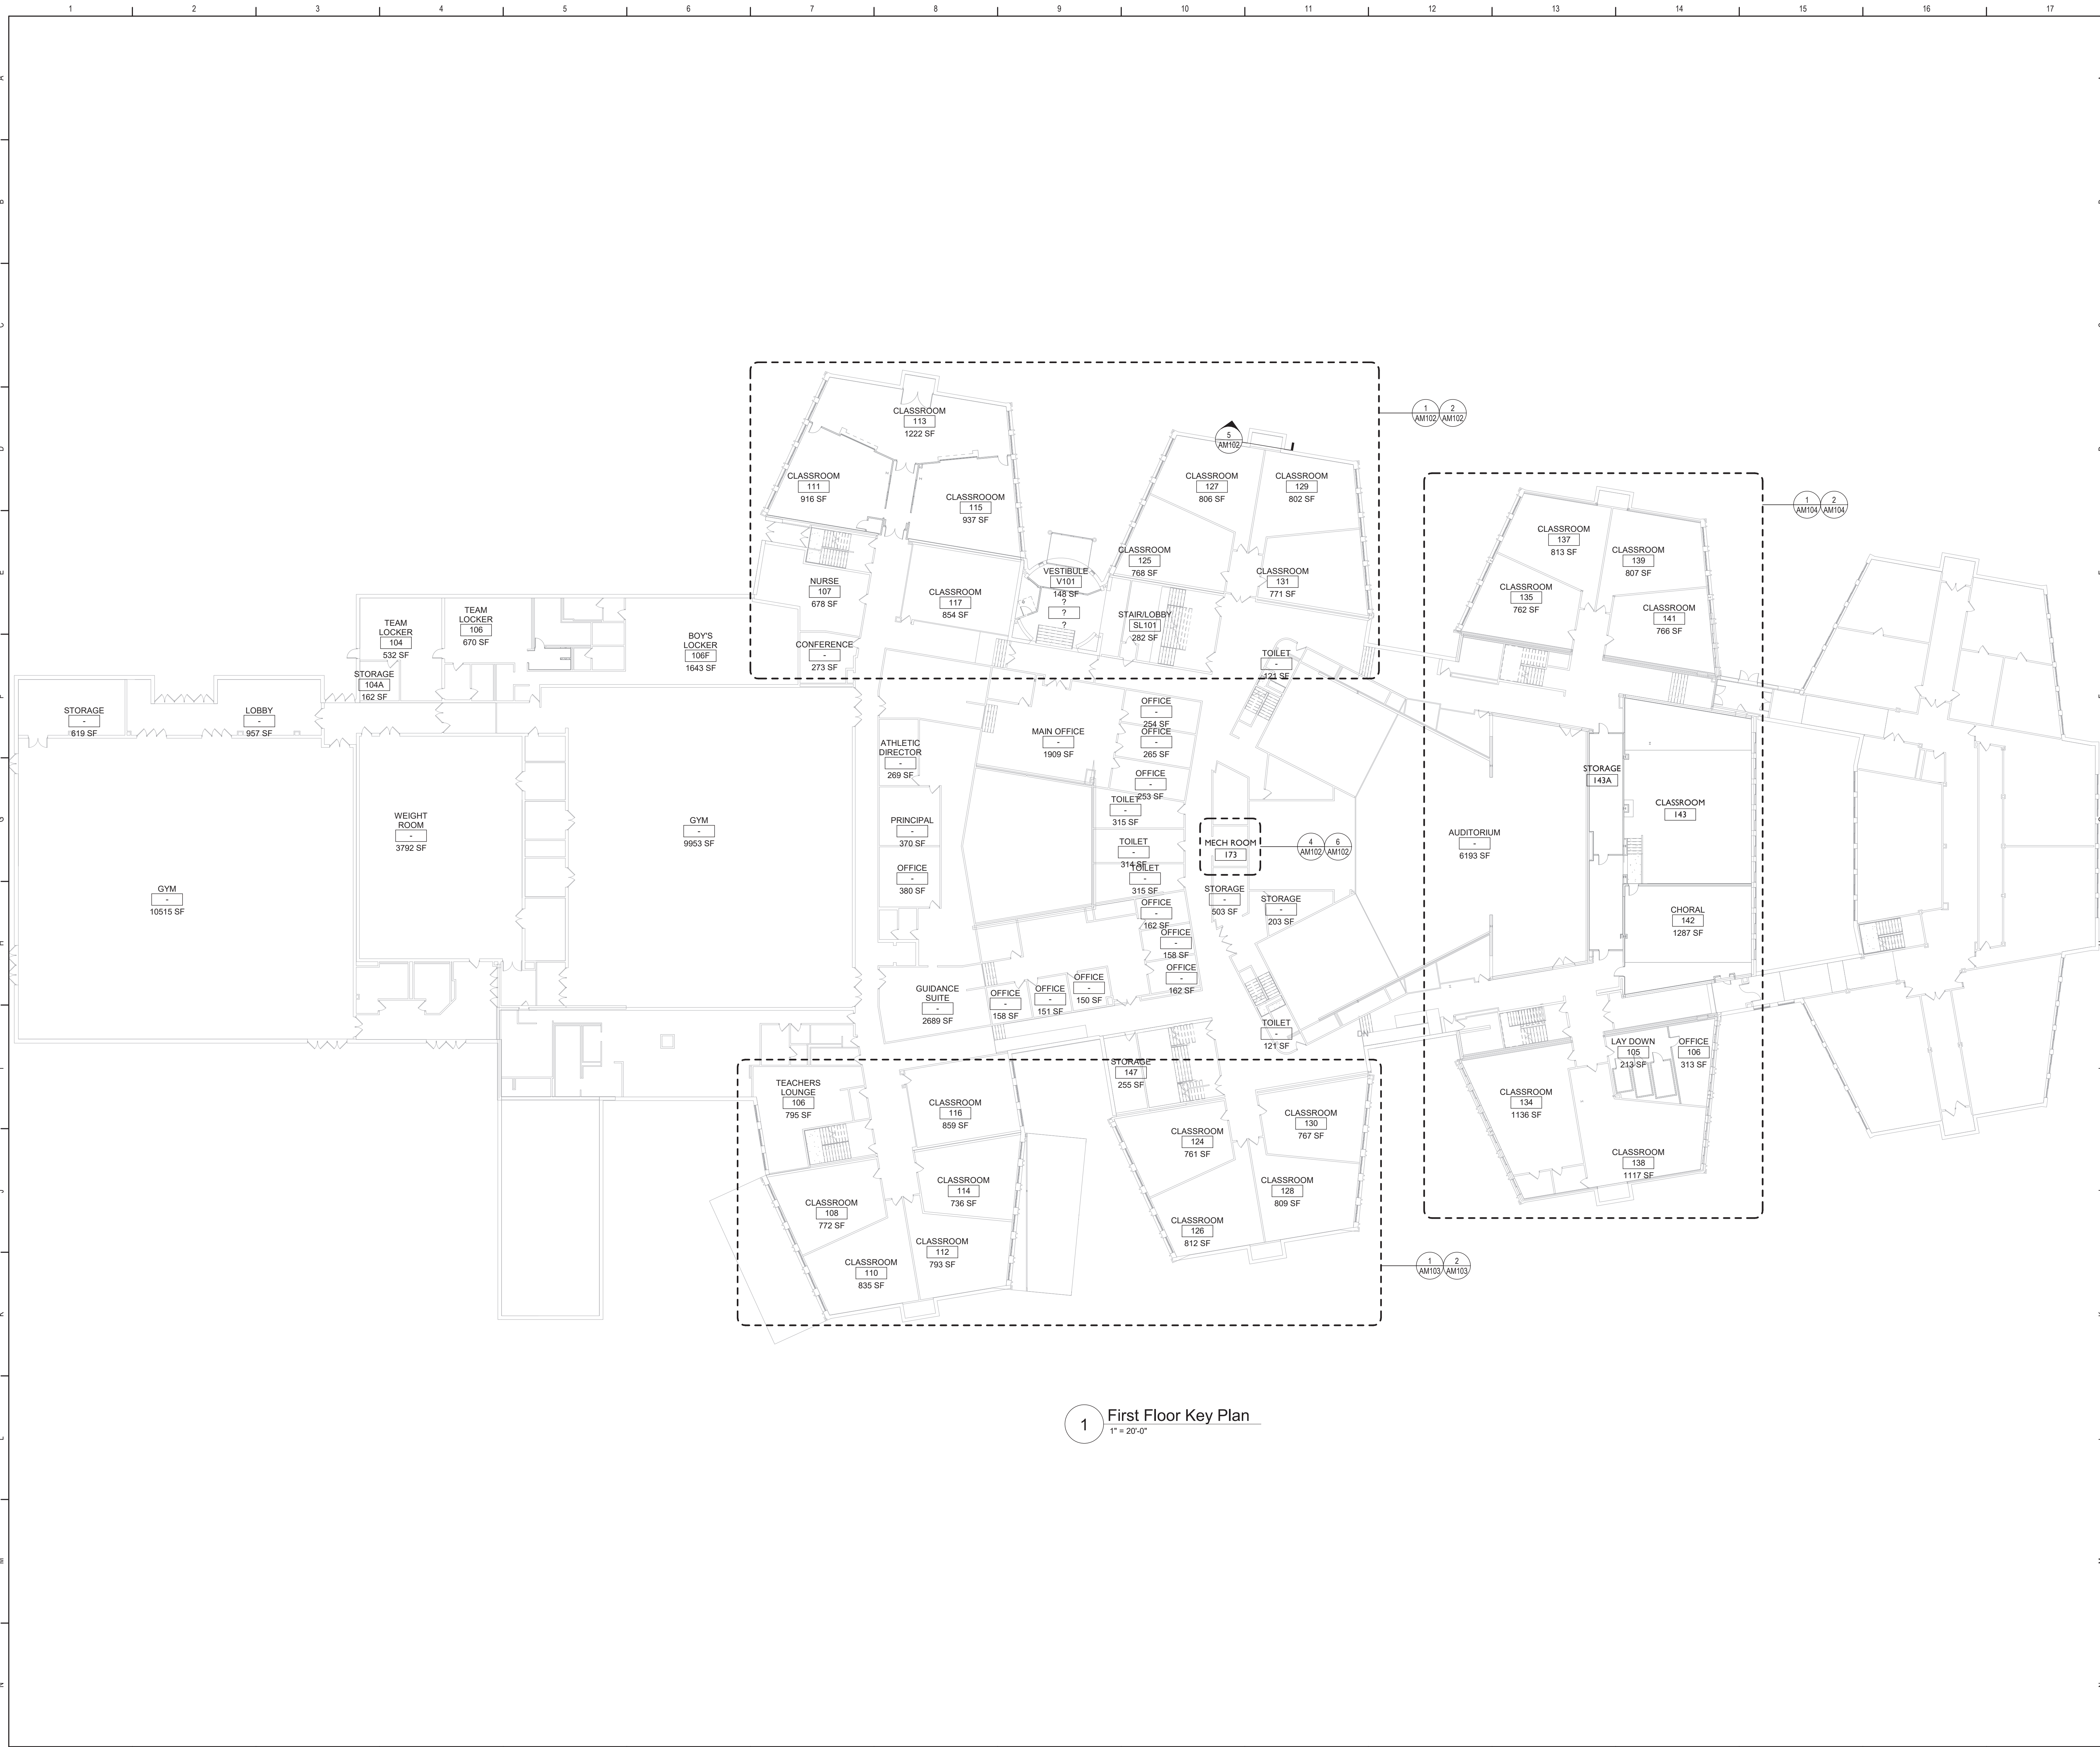 1 2 3 4 5 6 7 8 9 10 11 12 13 14 15 16 17
CLASSROOM
113
1222 SF
1
AM102
2
AM102
5
AM102
CLASSROOM
111
916 SF
CLASSROOOM
115
937 SF
CLASSROOM
127
806 SF
CLASSROOM
129
802 SF
1
AM104
2
AM104
CLASSROOM
137
813 SF
CLASSROOM
139
807 SF
CLASSROOM
125
768 SF
CLASSROOM
131
771 SF
VESTIBULE
V101
148 SF
?
?
?
NURSE
107
678 SF
CLASSROOM
117
854 SF
CLASSROOM
135
762 SF
CLASSROOM
141
766 SF
STAIR/LOBBY
SL101
282 SF
TEAM
LOCKER
104
532 SF
TEAM
LOCKER
106
670 SF
BOY'S
LOCKER
106F
1643 SF
CONFERENCE
-
273 SF
TOILET
-
121 SF
STORAGE
104A
162 SF
STORAGE
-
619 SF
LOBBY
-
957 SF
OFFICE
-
254 SF
OFFICE
-
265 SF
MAIN OFFICE
-
1909 SF
ATHLETIC
DIRECTOR
-
269 SF
OFFICE
-
253 SF
STORAGE
143A
CLASSROOM
143
TOILET
-
315 SF
WEIGHT
ROOM
-
3792 SF
GYM
-
9953 SF
PRINCIPAL
-
370 SF
AUDITORIUM
-
6193 SF
TOILET
-
314 SF
MECH ROOM
173
4
AM102
6
AM102
TOILET
-
315 SF
OFFICE
-
380 SF
GYM
-
10515 SF
STORAGE
-
503 SF
STORAGE
-
203 SF
OFFICE
-
162 SF
CHORAL
142
1287 SF
OFFICE
-
158 SF
OFFICE
-
162 SF
GUIDANCE
SUITE
-
2689 SF
OFFICE
-
158 SF
OFFICE
-
151 SF
OFFICE
-
150 SF
TOILET
-
121 SF
LAY DOWN
105
213 SF
OFFICE
106
313 SF
STORAGE
147
255 SF
TEACHERS
LOUNGE
106
795 SF
CLASSROOM
116
859 SF
CLASSROOM
134
1136 SF
CLASSROOM
130
767 SF
CLASSROOM
124
761 SF
CLASSROOM
138
1117 SF
CLASSROOM
114
736 SF
CLASSROOM
128
809 SF
CLASSROOM
108
772 SF
CLASSROOM
126
812 SF
CLASSROOM
112
793 SF
CLASSROOM
110
835 SF
1
AM103
2
AM103
1
First Floor Key Plan
1" = 20'-0"